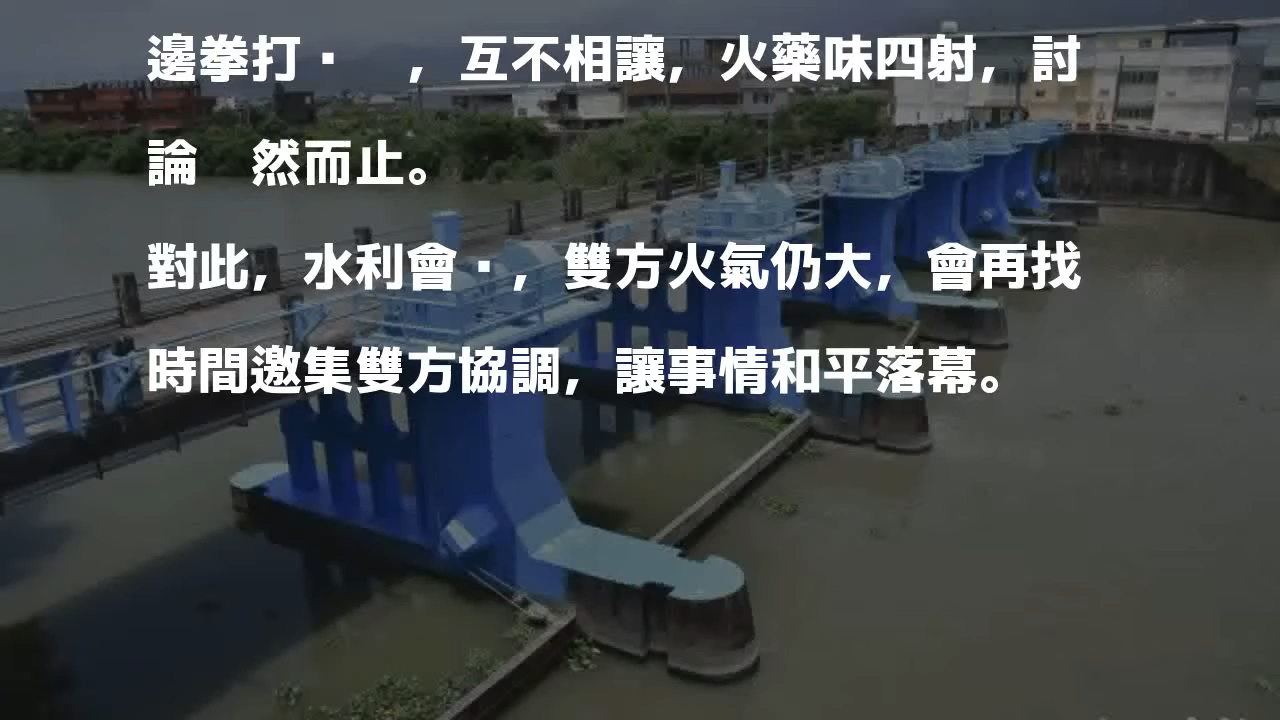 邊拳打· ，互不相讓，火藥味四射，討
論 然而止。
對此，水利會·，雙方火氣仍大，會再找
時間邀集雙方協調，讓事情和平落幕。